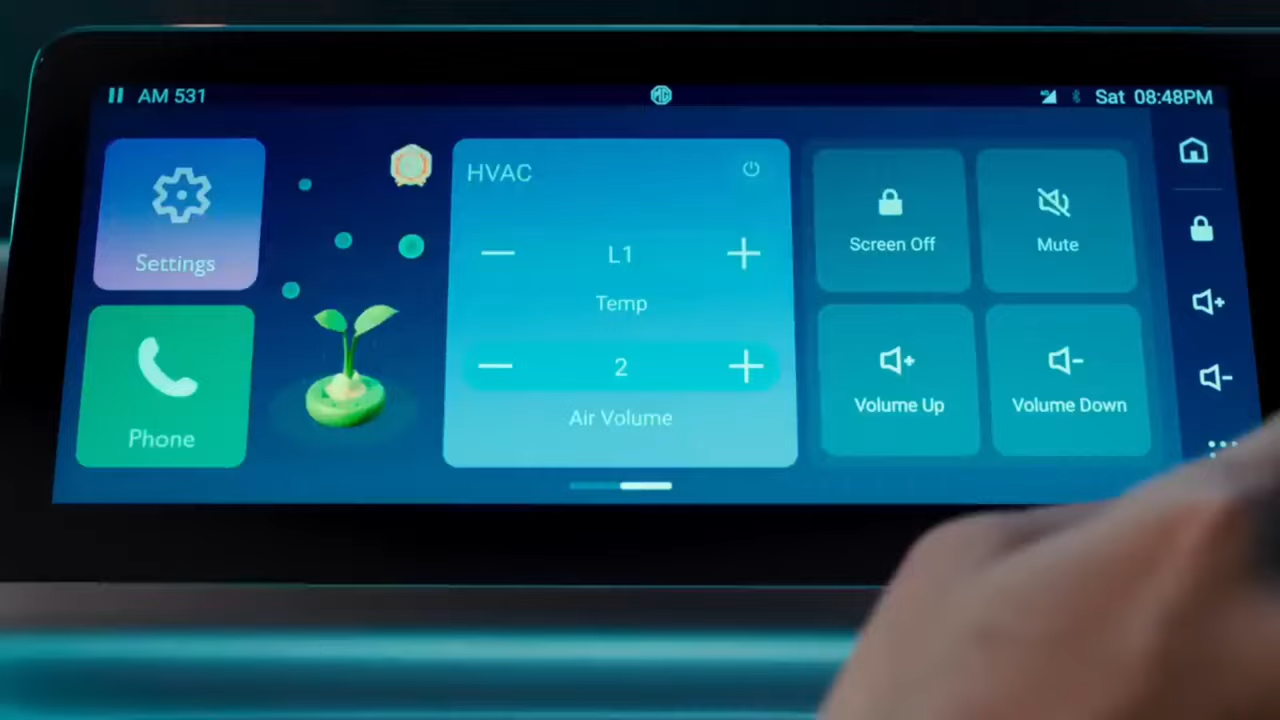 AM 531
MG
Sat 08:48PM
Settings
Phone
HVAC
L1
Temp
2
Air Volume
Screen Off
Mute
Volume Up
Volume Down